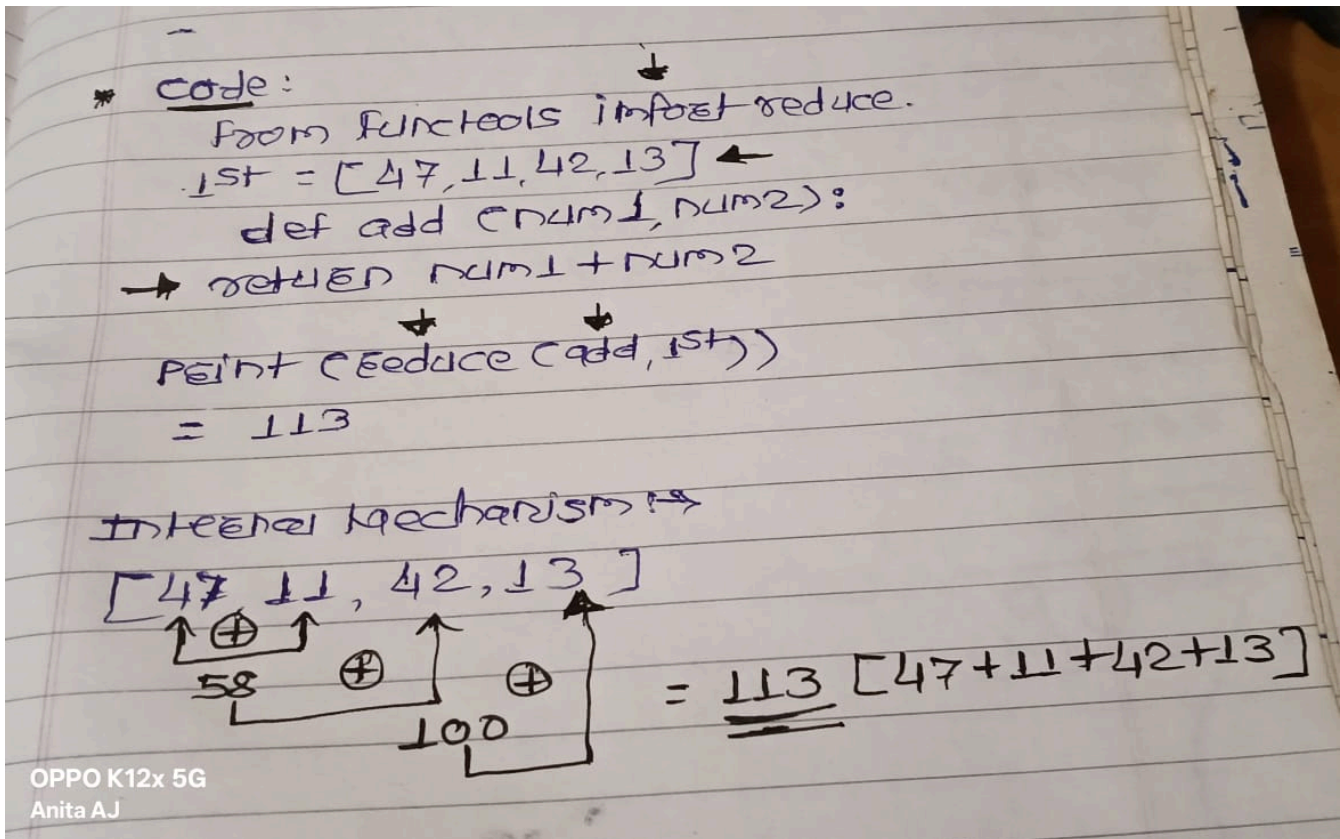 * code:
from functools import reduce.
lst = [47, 11, 42, 13] ←
def add (num1, num2):
→ return num1 + num2
print (reduce (add, lst))
= 113
Internal Mechanism →
[47, 11, 42, 13]
58 ⊕ ⊕ ⊕
100
= 113 [47+11+42+13]
OPPO K12x 5G
Anita AJ